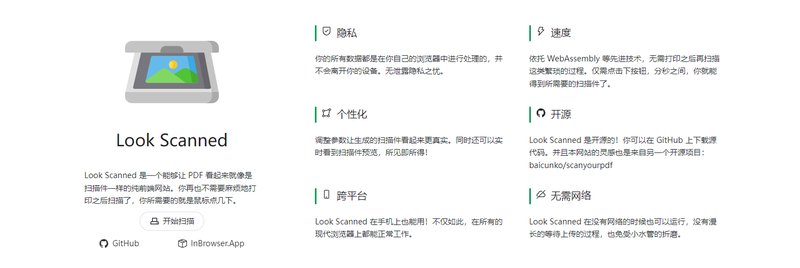 Look Scanned
Look Scanned 是一个能够让 PDF 看起来就像是
扫描件一样的纯前端网站。你再也不需要麻烦地打
印之后扫描了，你所需要的就是鼠标点几下。
开始扫描
GitHub
InBrowser.App
隐私
你的所有数据都是在你自己的浏览器中进行处理的，并
不会离开你的设备。无泄露隐私之忧。
速度
依托 WebAssembly 等先进技术，无需打印之后再扫描
这类繁琐的过程。仅需点击下按钮，分秒之间，你就能
得到所需要的扫描件了。
个性化
调整参数让生成的扫描件看起来更真实。同时还可以实
时看到扫描件预览，所见即所得！
开源
Look Scanned 是开源的！你可以在 GitHub 上下载源
代码。并且本网站的灵感也是来自另一个开源项目：
baicunko/scanyourpdf
跨平台
Look Scanned 在手机上也能用！不仅如此，在所有的
现代浏览器上都能正常工作。
无需网络
Look Scanned 在没有网络的时候也可以运行，没有漫
长的等待上传的过程，也免受小水管的折磨。